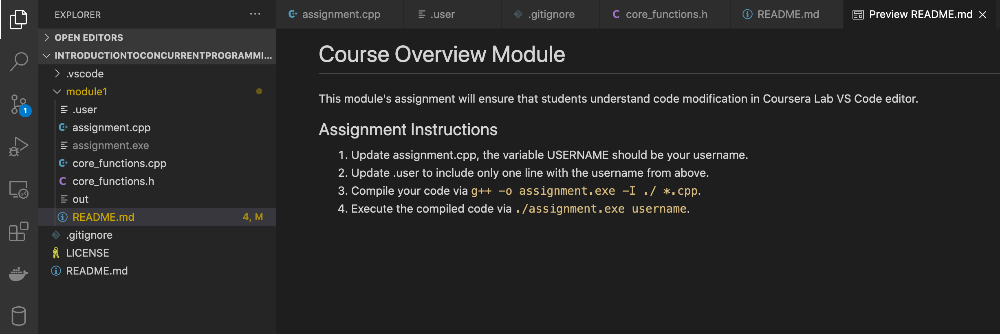 EXPLORER
···
OPEN EDITORS
INTRODUCTIONTOCONCURRENTPROGRAMMI...
.vscode
module1
.user
assignment.cpp
assignment.exe
core_functions.cpp
core_functions.h
out
README.md 4, M
.gitignore
LICENSE
README.md
1
assignment.cpp .user .gitignore core_functions.h README.md Preview README.md
Course Overview Module
This module's assignment will ensure that students understand code modification in Coursera Lab VS Code editor.
Assignment Instructions
1. Update assignment.cpp, the variable USERNAME should be your username.
2. Update .user to include only one line with the username from above.
3. Compile your code via g++ -o assignment.exe -I ./ *.cpp.
4. Execute the compiled code via ./assignment.exe username.